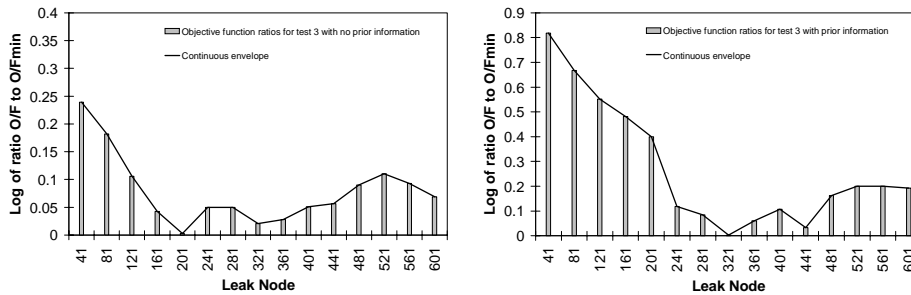 0.4
0.35
0.3
0.25
0.2
0.15
0.1
0.05
0
Log of ratio O/F to O/Fmin
Objective function ratios for test 3 with no prior information
Continuous envelope
41 81 121 161 201 241 281 321 361 401 441 481 521 561 601
Leak Node
0.9
0.8
0.7
0.6
0.5
0.4
0.3
0.2
0.1
0
Log of ratio O/F to O/Fmin
Objective function ratios for test 3 with prior information
Continuous envelope
41 81 121 161 201 241 281 321 361 401 441 481 521 561 601
Leak Node